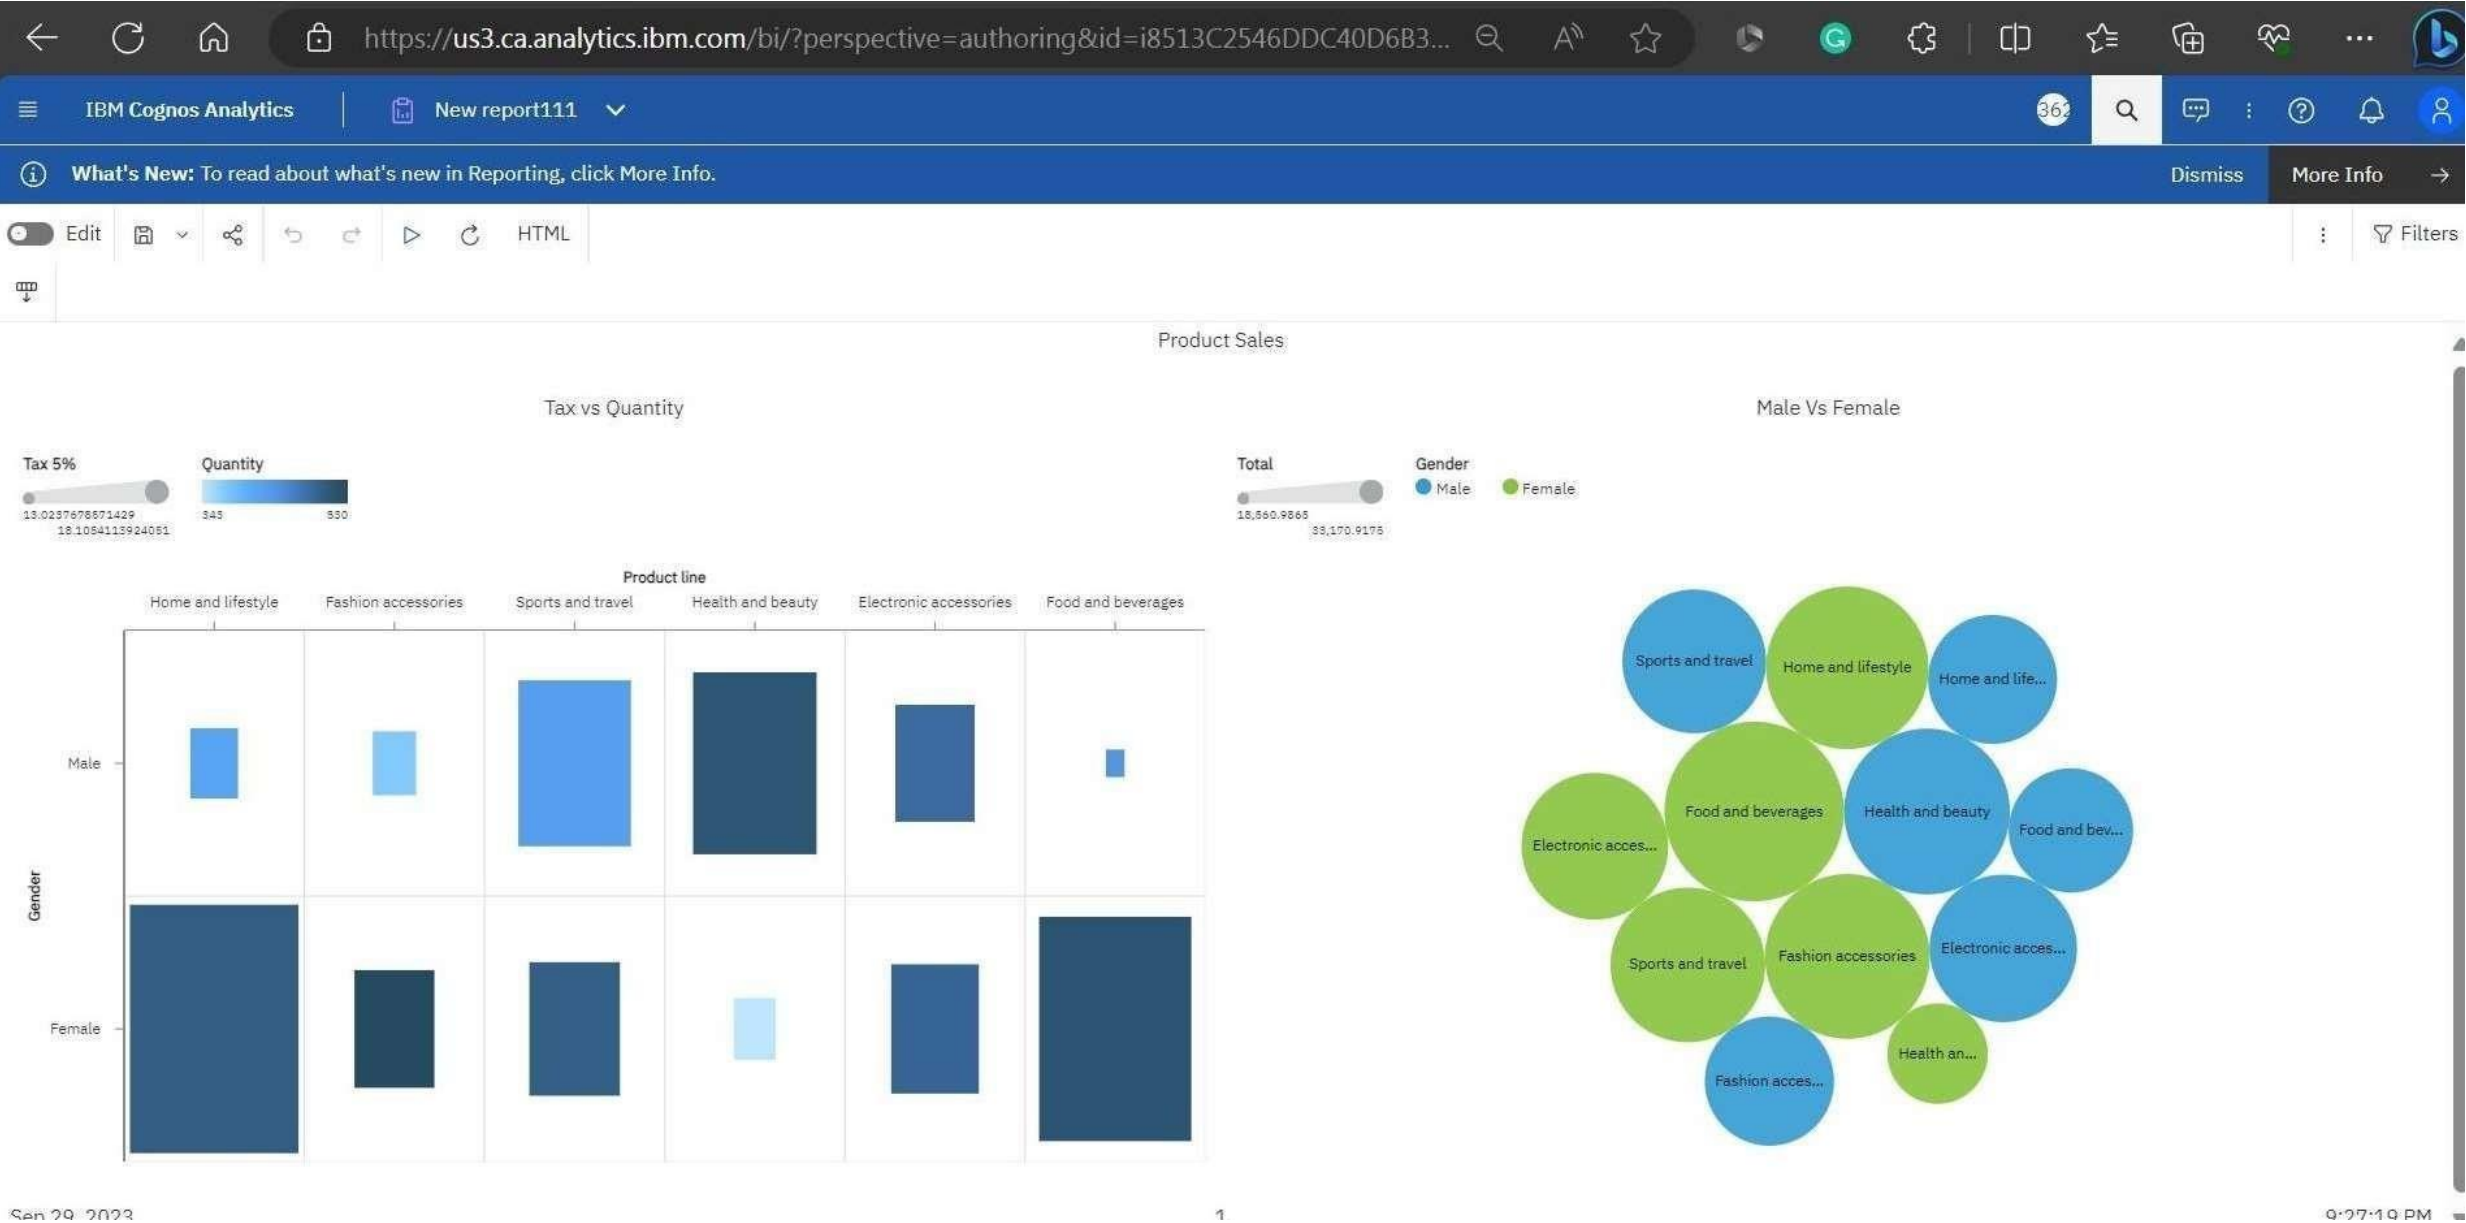 https://us3.ca.analytics.ibm.com/bi/?perspective=authoring&id=i8513C2546DDC40D6B3...
IBM Cognos Analytics New report111 362
What's New: To read about what's new in Reporting, click More Info. Dismiss More Info
Edit HTML Filters
Product Sales
Tax vs Quantity
Tax 5% Quantity
13.0237678571429 343 530
18.1054113924051
Product line
Home and lifestyle Fashion accessories Sports and travel Health and beauty Electronic accessories Food and beverages
Male
Gender
Female
Male Vs Female
Total Gender
Male Female
18,560.9865
33,170.9175
Sports and travel Home and lifestyle Home and life...
Food and beverages Health and beauty Food and bev...
Electronic acces...
Sports and travel Fashion accessories Electronic acces...
Health an...
Fashion acces...
Sep 29, 2023 1 9:27:19 PM